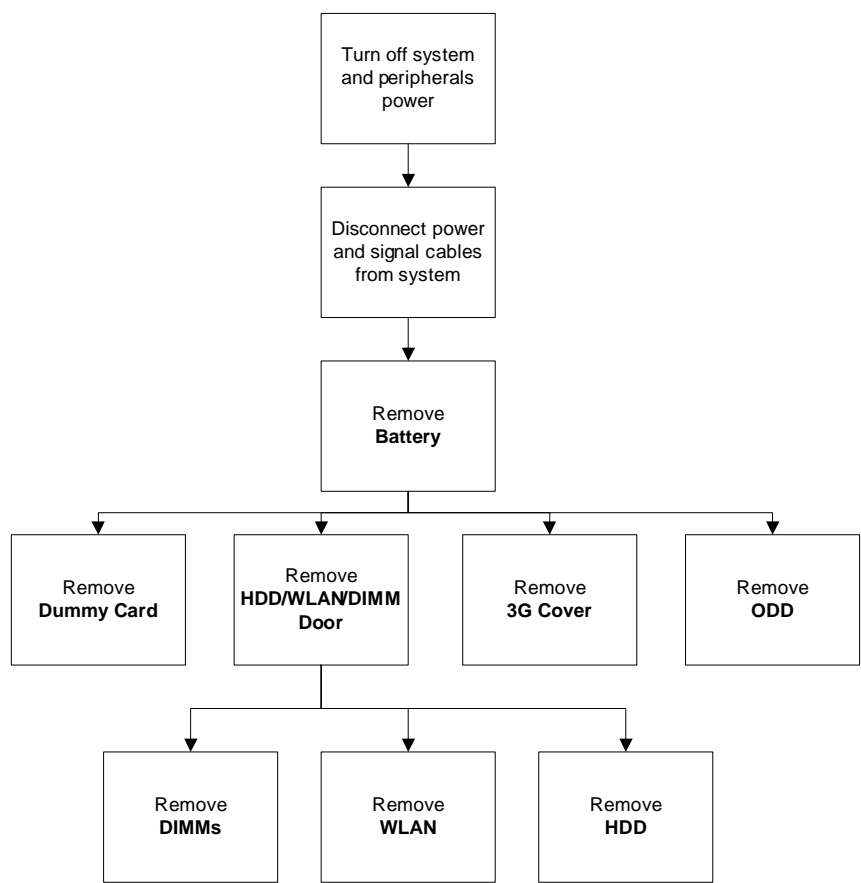 Turn off system
and peripherals
power
Disconnect power
and signal cables
from system
Remove
Battery
Remove
Dummy Card
Remove
HDD/WLAN/DIMM
Door
Remove
3G Cover
Remove
ODD
Remove
DIMMs
Remove
WLAN
Remove
HDD